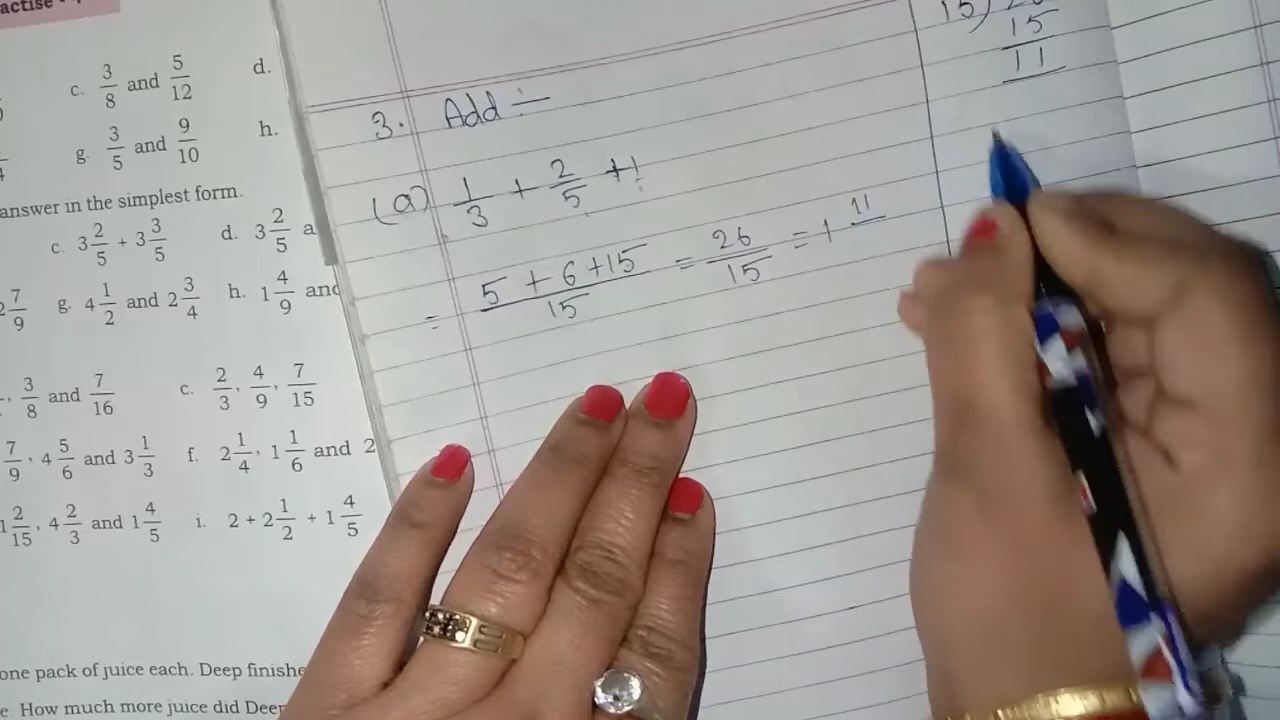 actise
c. 3/8 and 5/12 d.
g. 3/5 and 9/10 h.
answer in the simplest form.
c. 3 2/5 + 3 3/5 d. 3 2/5 a
7/9 g. 4 1/2 and 2 3/4 h. 1 4/9 and
, 3/8 and 7/16 c. 2/3, 4/9, 7/15
7/9, 4 5/6 and 3 1/3 f. 2 1/4, 1 1/6 and 2
1 2/15, 4 2/3 and 1 4/5 i. 2 + 2 1/2 + 1 4/5
one pack of juice each. Deep finishe
e. How much more juice did Deep
3. Add :-
(a) 1/3 + 2/5 + 1
= 5 + 6 + 15 / 15 = 26/15 = 1 11/
15)
15
11